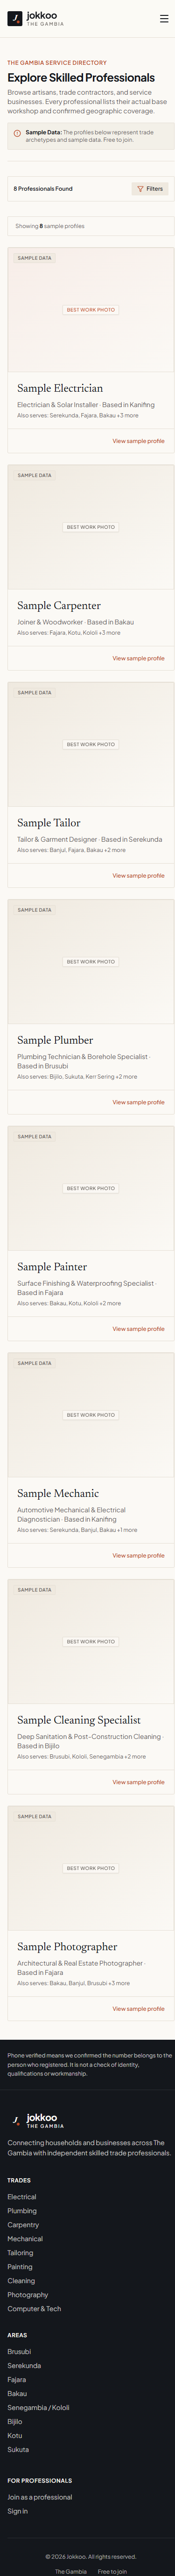 jokkoo
THE GAMBIA
THE GAMBIA SERVICE DIRECTORY
Explore Skilled Professionals
Browse artisans, trade contractors, and service
businesses. Every professional lists their actual base
workshop and confirmed geographic coverage.
Sample Data: The profiles below represent trade
archetypes and sample data. Free to join.
8 Professionals Found
Filters
Showing 8 sample profiles
SAMPLE DATA
BEST WORK PHOTO
Sample Electrician
Electrician & Solar Installer · Based in Kanifing
Also serves: Serekunda, Fajara, Bakau +3 more
View sample profile
SAMPLE DATA
BEST WORK PHOTO
Sample Carpenter
Joiner & Woodworker · Based in Bakau
Also serves: Fajara, Kotu, Kololi +3 more
View sample profile
SAMPLE DATA
BEST WORK PHOTO
Sample Tailor
Tailor & Garment Designer · Based in Serekunda
Also serves: Banjul, Fajara, Bakau +2 more
View sample profile
SAMPLE DATA
BEST WORK PHOTO
Sample Plumber
Plumbing Technician & Borehole Specialist ·
Based in Brusubi
Also serves: Bijilo, Sukuta, Kerr Sering +2 more
View sample profile
SAMPLE DATA
BEST WORK PHOTO
Sample Painter
Surface Finishing & Waterproofing Specialist ·
Based in Fajara
Also serves: Bakau, Kotu, Kololi +2 more
View sample profile
SAMPLE DATA
BEST WORK PHOTO
Sample Mechanic
Automotive Mechanical & Electrical
Diagnostician · Based in Kanifing
Also serves: Serekunda, Banjul, Bakau +1 more
View sample profile
SAMPLE DATA
BEST WORK PHOTO
Sample Cleaning Specialist
Deep Sanitation & Post-Construction Cleaning ·
Based in Bijilo
Also serves: Brusubi, Kololi, Senegambia +2 more
View sample profile
SAMPLE DATA
BEST WORK PHOTO
Sample Photographer
Architectural & Real Estate Photographer ·
Based in Fajara
Also serves: Bakau, Banjul, Brusubi +3 more
View sample profile
Phone verified means we confirmed the number belongs to the
person who registered. It is not a check of identity,
qualifications or workmanship.
jokkoo
THE GAMBIA
Connecting households and businesses across The
Gambia with independent skilled trade professionals.
TRADES
Electrical
Plumbing
Carpentry
Mechanical
Tailoring
Painting
Cleaning
Photography
Computer & Tech
AREAS
Brusubi
Serekunda
Fajara
Bakau
Senegambia / Kololi
Bijilo
Kotu
Sukuta
FOR PROFESSIONALS
Join as a professional
Sign in
© 2026 Jokkoo. All rights reserved.
The Gambia
Free to join